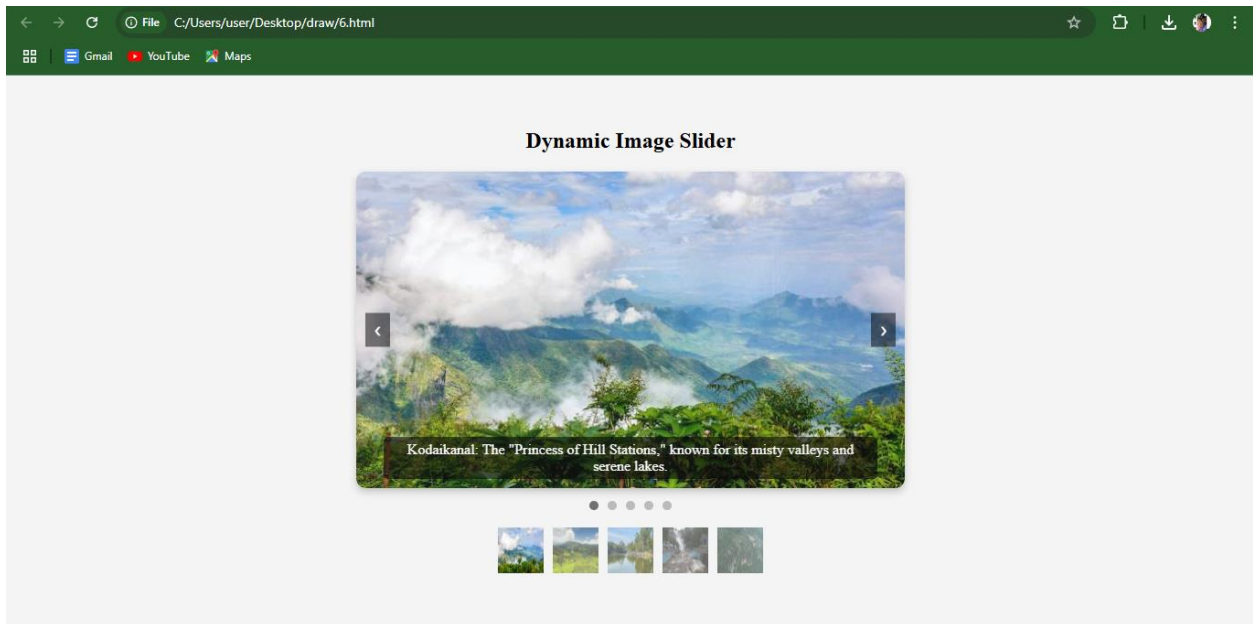 File C:/Users/user/Desktop/draw/6.html
Gmail YouTube Maps
Dynamic Image Slider
‹ ›
Kodaikanal: The "Princess of Hill Stations," known for its misty valleys and
serene lakes.